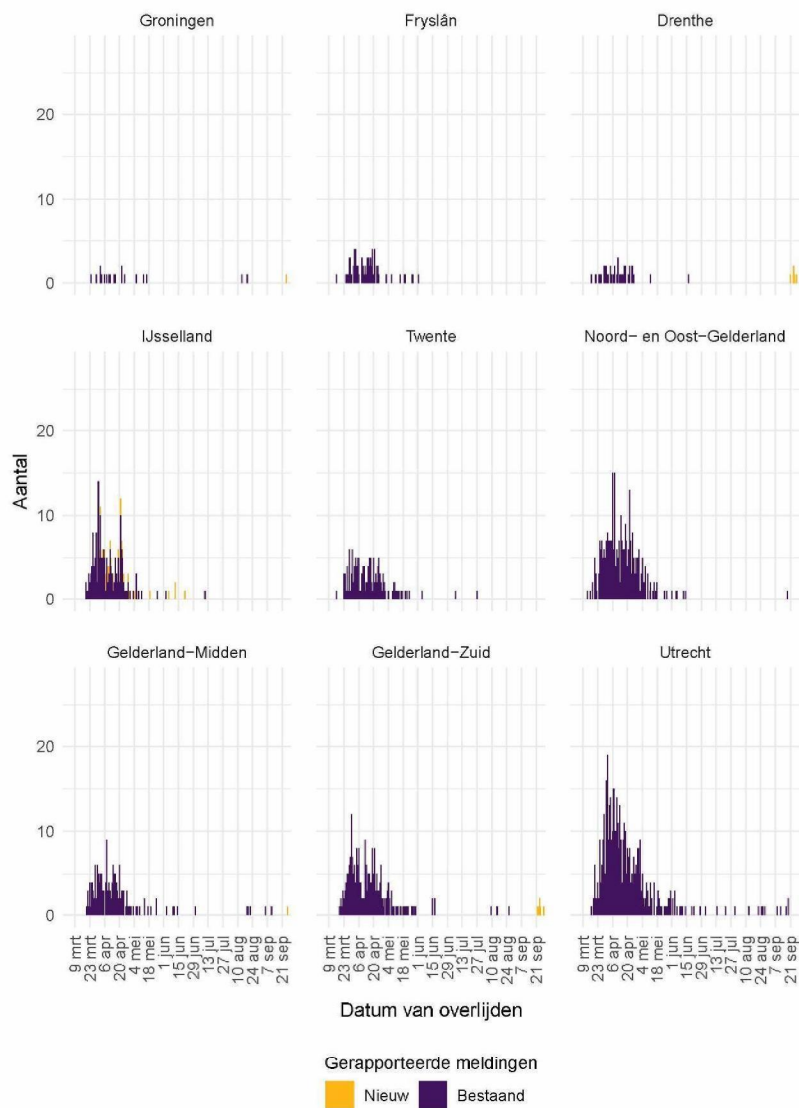 Groningen Fryslân Drenthe
20
10
0
IJsselland Twente Noord- en Oost-Gelderland
20
10
0
Aantal
Gelderland-Midden Gelderland-Zuid Utrecht
20
10
0
9 mrt 23 mrt 6 apr 20 apr 4 mei 18 mei 1 jun 15 jun 29 jun 13 jul 27 jul 10 aug 24 aug 7 sep 21 sep
9 mrt 23 mrt 6 apr 20 apr 4 mei 18 mei 1 jun 15 jun 29 jun 13 jul 27 jul 10 aug 24 aug 7 sep 21 sep
9 mrt 23 mrt 6 apr 20 apr 4 mei 18 mei 1 jun 15 jun 29 jun 13 jul 27 jul 10 aug 24 aug 7 sep 21 sep
Datum van overlijden
Gerapporteerde meldingen
Nieuw Bestaand